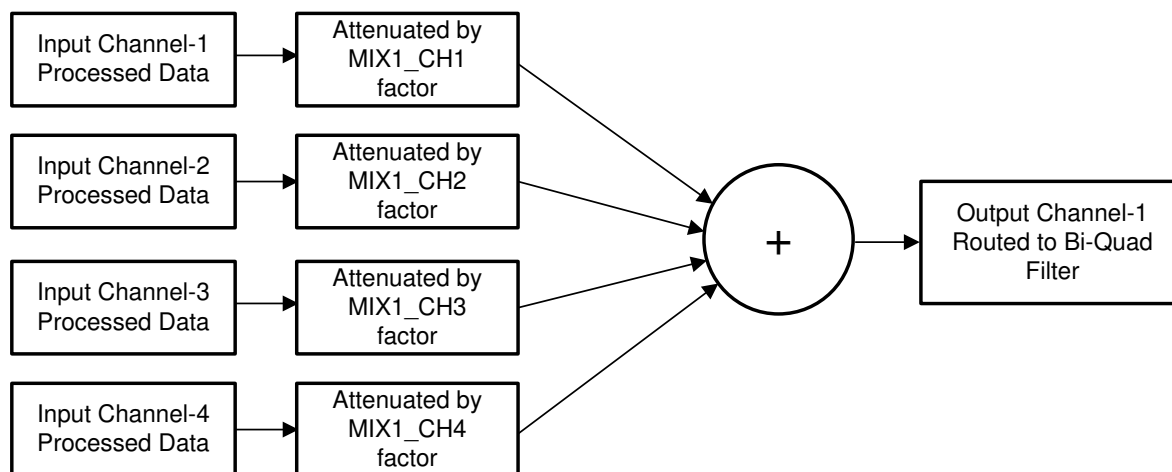 Input Channel-1
Processed Data
Attenuated by
MIX1_CH1
factor
Input Channel-2
Processed Data
Attenuated by
MIX1_CH2
factor
Input Channel-3
Processed Data
Attenuated by
MIX1_CH3
factor
Input Channel-4
Processed Data
Attenuated by
MIX1_CH4
factor
+
Output Channel-1
Routed to Bi-Quad
Filter